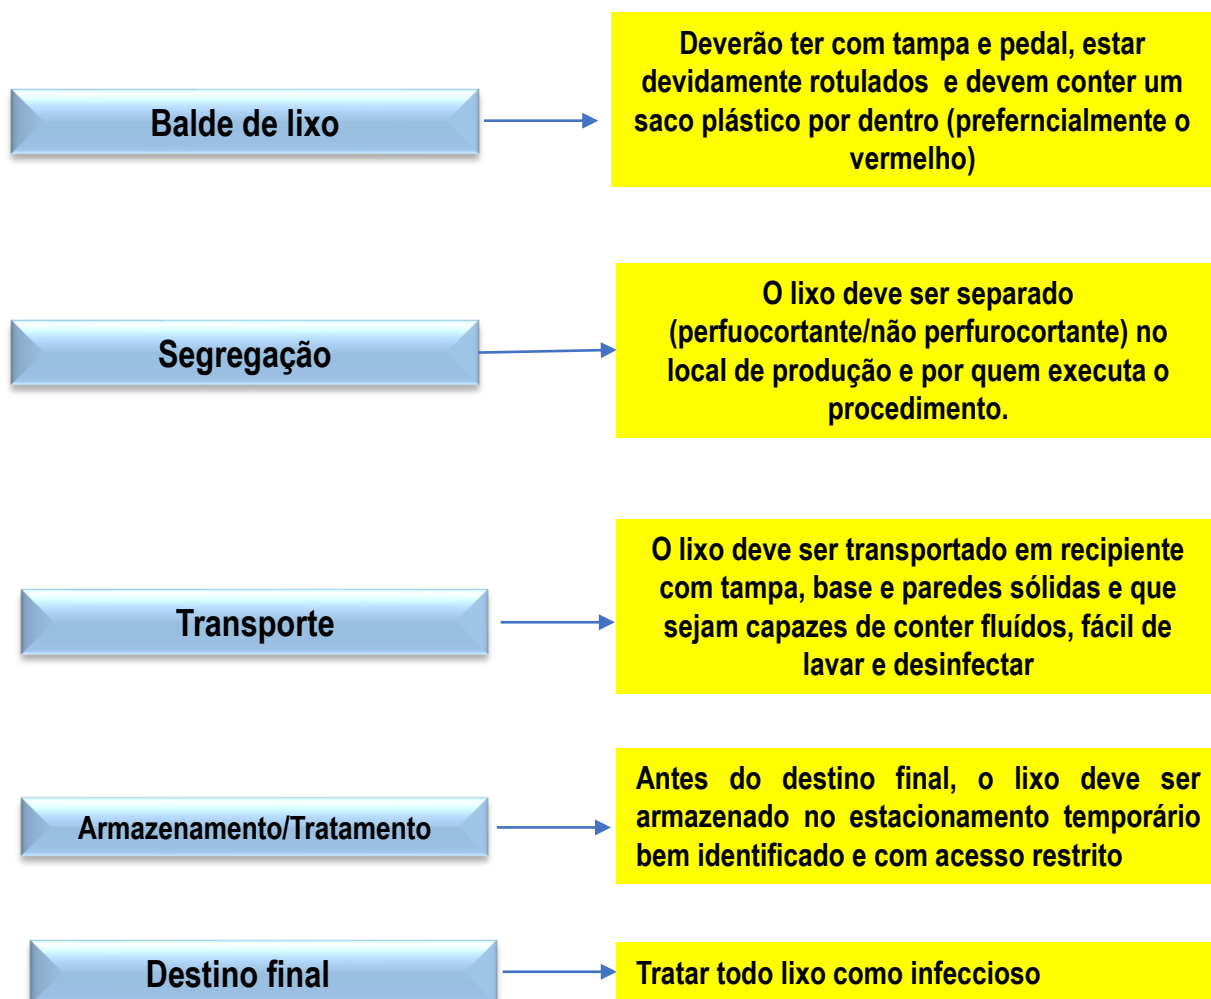 Balde de lixo
Deverão ter com tampa e pedal, estar
devidamente rotulados e devem conter um
saco plástico por dentro (preferncialmente o
vermelho)
Segregação
O lixo deve ser separado
(perfuocortante/não perfurocortante) no
local de produção e por quem executa o
procedimento.
Transporte
O lixo deve ser transportado em recipiente
com tampa, base e paredes sólidas e que
sejam capazes de conter fluídos, fácil de
lavar e desinfectar
Armazenamento/Tratamento
Antes do destino final, o lixo deve ser
armazenado no estacionamento temporário
bem identificado e com acesso restrito
Destino final
Tratar todo lixo como infeccioso